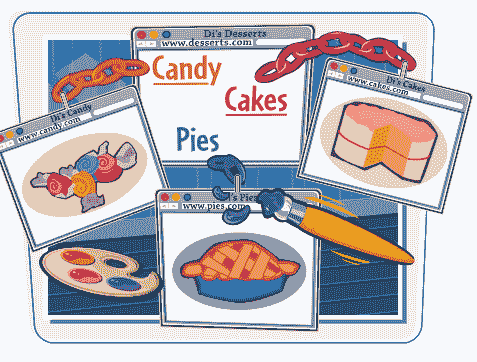 Di's Desserts
www.desserts.com
Candy
Cakes
Pies
Di's Candy
www.candy.com
Di's Cakes
www.cakes.com
Di's Pies
www.pies.com